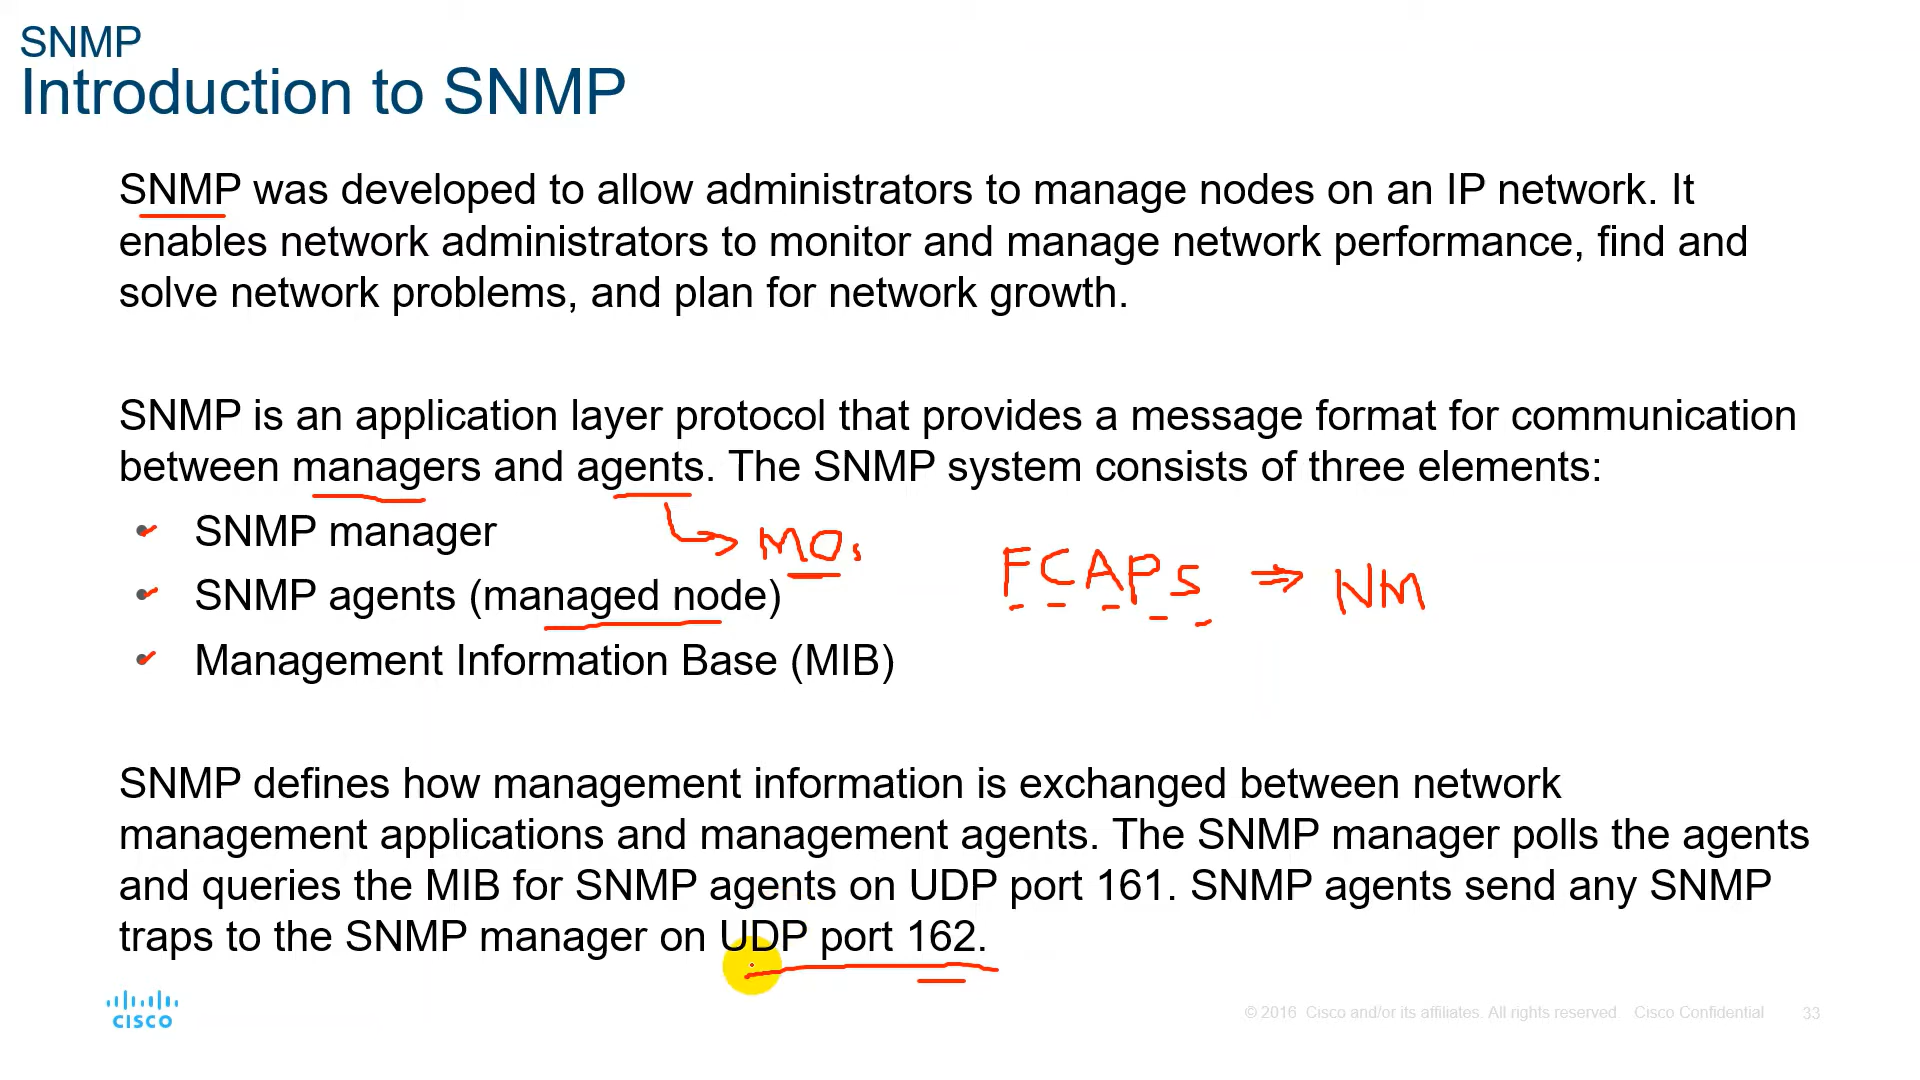 SNMP
Introduction to SNMP
SNMP was developed to allow administrators to manage nodes on an IP network. It
enables network administrators to monitor and manage network performance, find and
solve network problems, and plan for network growth.
SNMP is an application layer protocol that provides a message format for communication
between managers and agents. The SNMP system consists of three elements:
SNMP manager
MOs
FCAPS ⇒ NM
SNMP agents (managed node)
Management Information Base (MIB)
SNMP defines how management information is exchanged between network
management applications and management agents. The SNMP manager polls the agents
and queries the MIB for SNMP agents on UDP port 161. SNMP agents send any SNMP
traps to the SNMP manager on UDP port 162.
CISCO
© 2016 Cisco and/or its affiliates. All rights reserved. Cisco Confidential 33